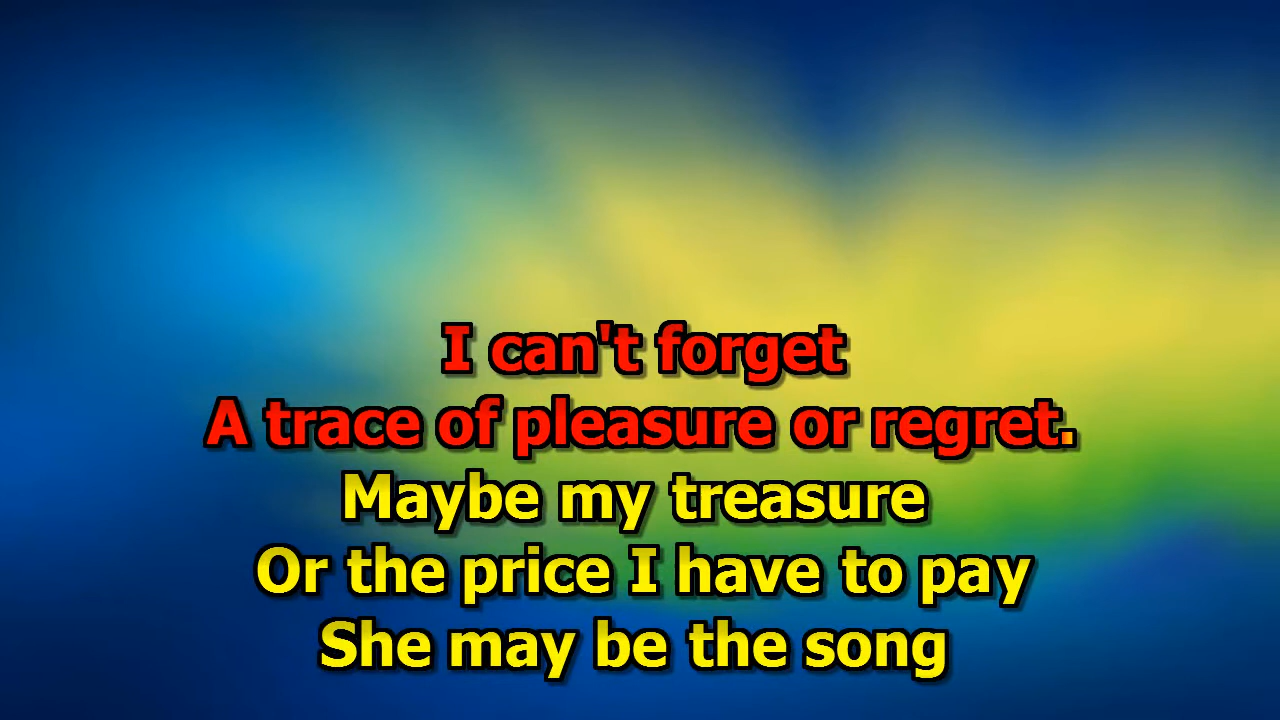 I can't forget
A trace of pleasure or regret.
Maybe my treasure
Or the price I have to pay
She may be the song